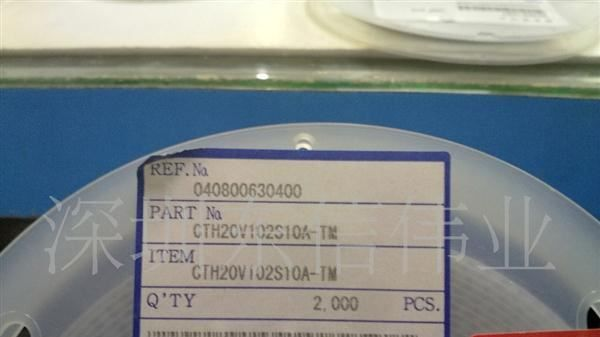 REF.No
040800630400
PART No
CTH20V102S10A-TM
ITEM
CTH20V102S10A-TM
Q'TY 2,000 PCS.
深圳东信伟业